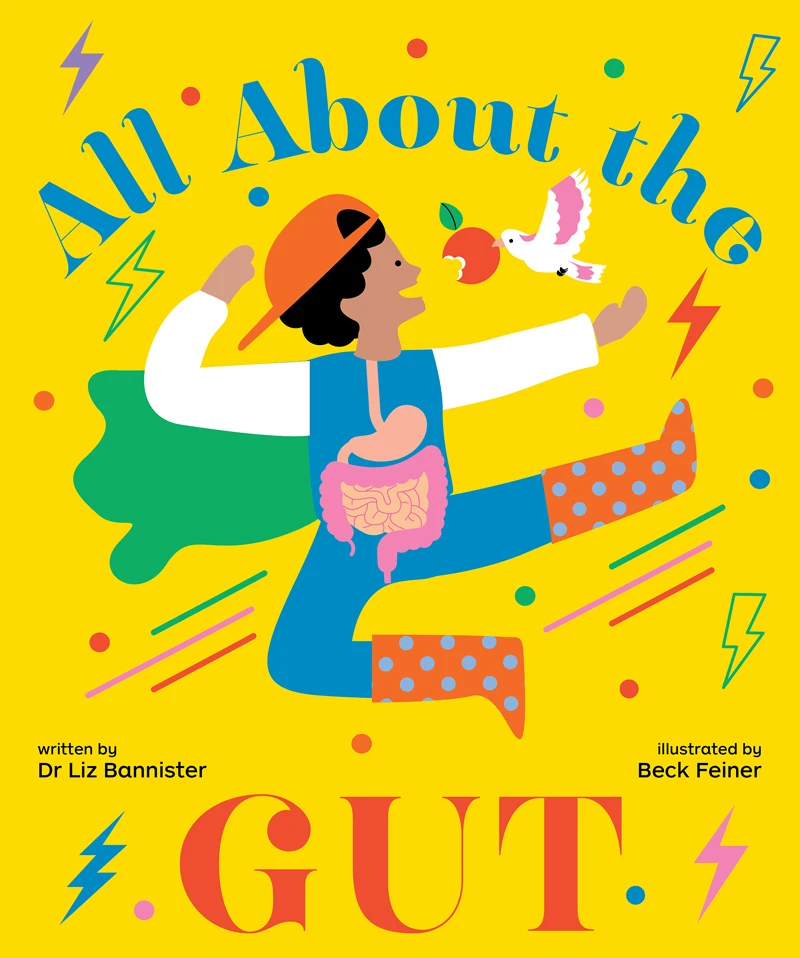 All About the
written by
Dr Liz Bannister
illustrated by
Beck Feiner
GUT